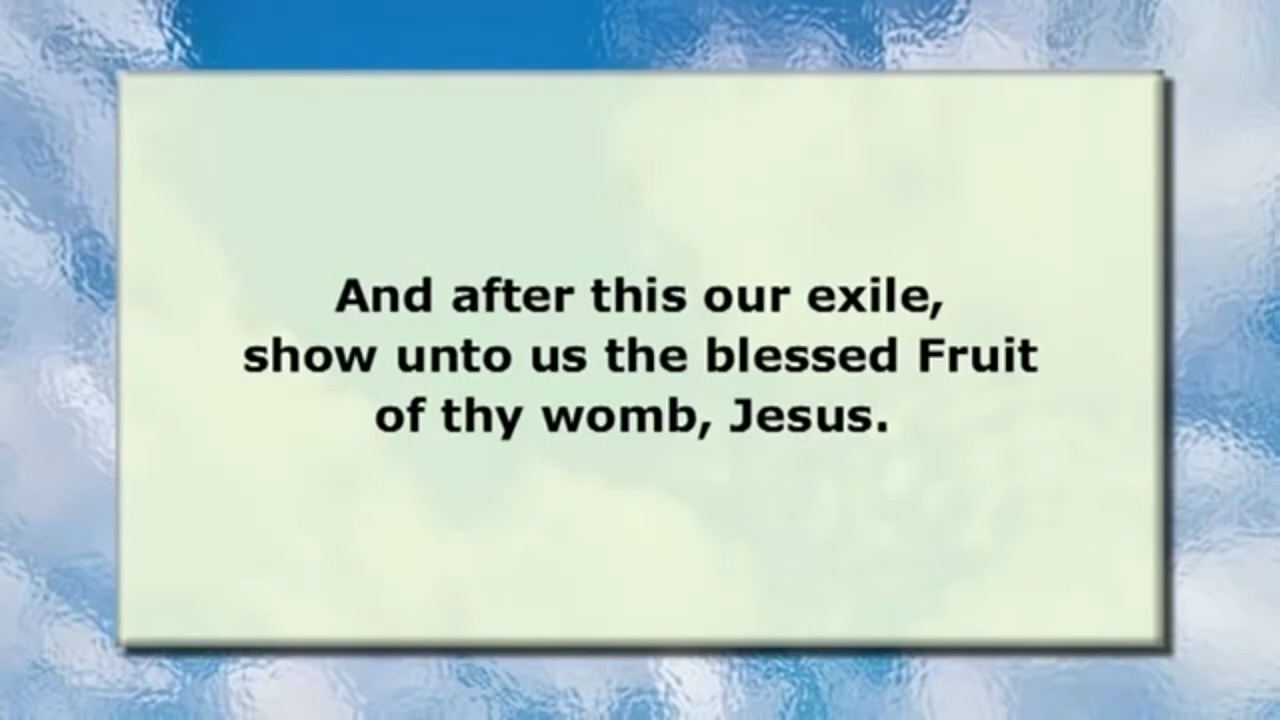 And after this our exile,
show unto us the blessed Fruit
of thy womb, Jesus.